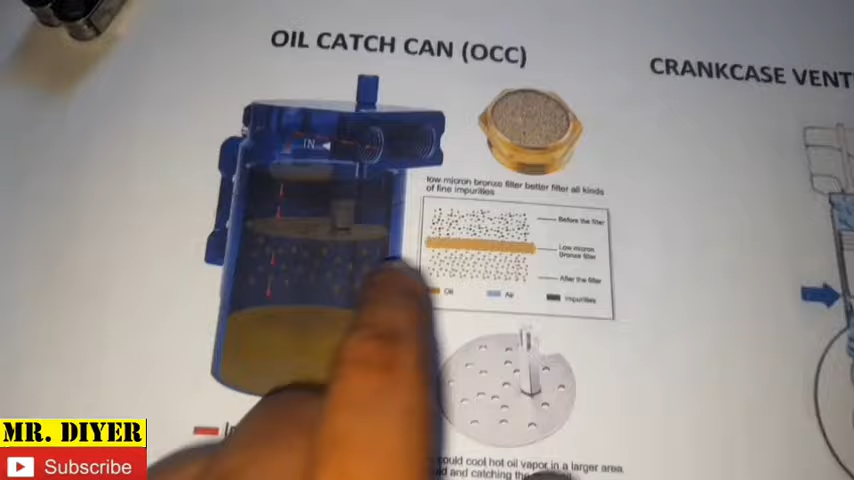 OIL CATCH CAN (OCC)
CRANKCASE VENT
IN
low micron bronze filter better filter all kinds
of fine impurities
Before the filter
Low micron
Bronze filter
After the filter
Oil
Air
Impurities
could cool hot oil vapor in a larger area
and catching the
MR. DIYER
Subscribe